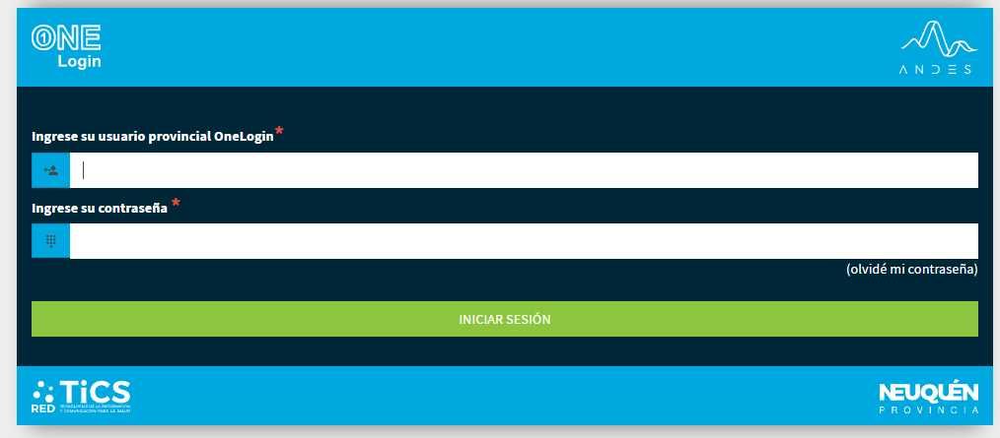 ONE
Login
ANDES
Ingrese su usuario provincial OneLogin*
Ingrese su contraseña *
(olvidé mi contraseña)
INICIAR SESIÓN
RED TiCS
TECNOLOGÍAS DE LA INFORMACIÓN
Y COMUNICACIÓN PARA LA SALUD
NEUQUÉN
PROVINCIA